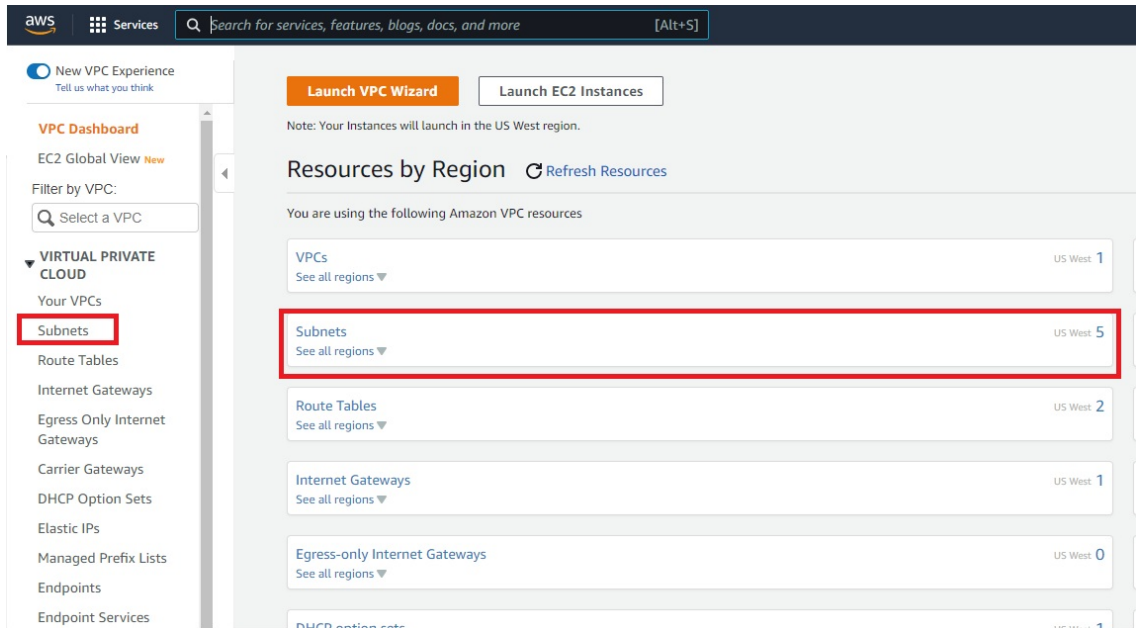 aws
Services
Search for services, features, blogs, docs, and more
[Alt+S]
New VPC Experience
Tell us what you think
VPC Dashboard
EC2 Global View New
Filter by VPC:
Select a VPC
VIRTUAL PRIVATE
CLOUD
Your VPCs
Subnets
Route Tables
Internet Gateways
Egress Only Internet
Gateways
Carrier Gateways
DHCP Option Sets
Elastic IPs
Managed Prefix Lists
Endpoints
Endpoint Services
Launch VPC Wizard
Launch EC2 Instances
Note: Your Instances will launch in the US West region.
Resources by Region
Refresh Resources
You are using the following Amazon VPC resources
VPCs
US West 1
See all regions
Subnets
US West 5
See all regions
Route Tables
US West 2
See all regions
Internet Gateways
US West 1
See all regions
Egress-only Internet Gateways
US West 0
See all regions
DHCP option sets
US West 1